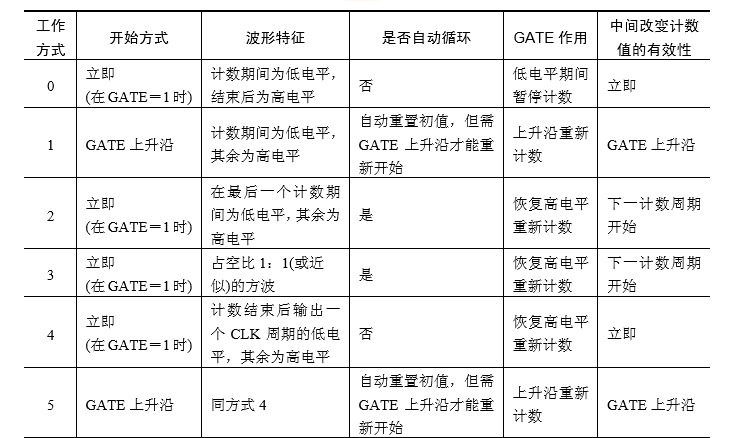 工作方式 开始方式 波形特征 是否自动循环 GATE 作用 中间改变计数值的有效性
0 立即(在GATE＝1时) 计数期间为低电平，结束后为高电平 否 低电平期间暂停计数 立即
1 GATE 上升沿 计数期间为低电平，其余为高电平 自动重置初值，但需 GATE 上升沿才能重新开始 上升沿重新计数 GATE 上升沿
2 立即(在GATE＝1时) 在最后一个计数期间为低电平，其余为高电平 是 恢复高电平重新计数 下一计数周期开始
3 立即(在GATE＝1时) 占空比 1：1(或近似)的方波 是 恢复高电平重新计数 下一计数周期开始
4 立即(在GATE＝1时) 计数结束后输出一个 CLK 周期的低电平，其余为高电平 否 恢复高电平重新计数 立即
5 GATE 上升沿 同方式 4 自动重置初值，但需 GATE 上升沿才能重新开始 上升沿重新计数 GATE 上升沿